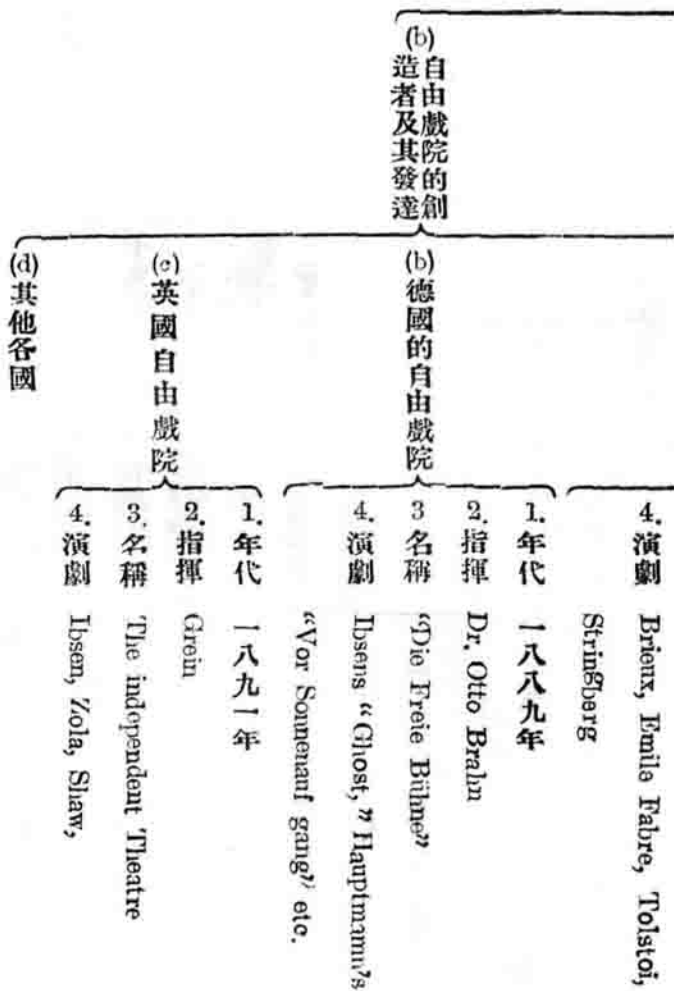 (b) 自由戲院的創
造者及其發達
4. 演劇 Brieux, Emile Fabre, Tolstoi,
Stringberg
(b) 德國的自由戲院
1. 年代 一八八九年
2. 指揮 Dr. Otto Brahn
3 名稱 “Die Freie Bühne”
4. 演劇 Ibsens “Ghost, ” Hauptmamn's
“Vor Sonnenauf gang” etc.
(c) 英國自由戲院
1. 年代 一八九一年
2. 指揮 Grein
3. 名稱 The independent Theatre
4. 演劇 Ibsen, Zola, Shaw,
(d) 其他各國